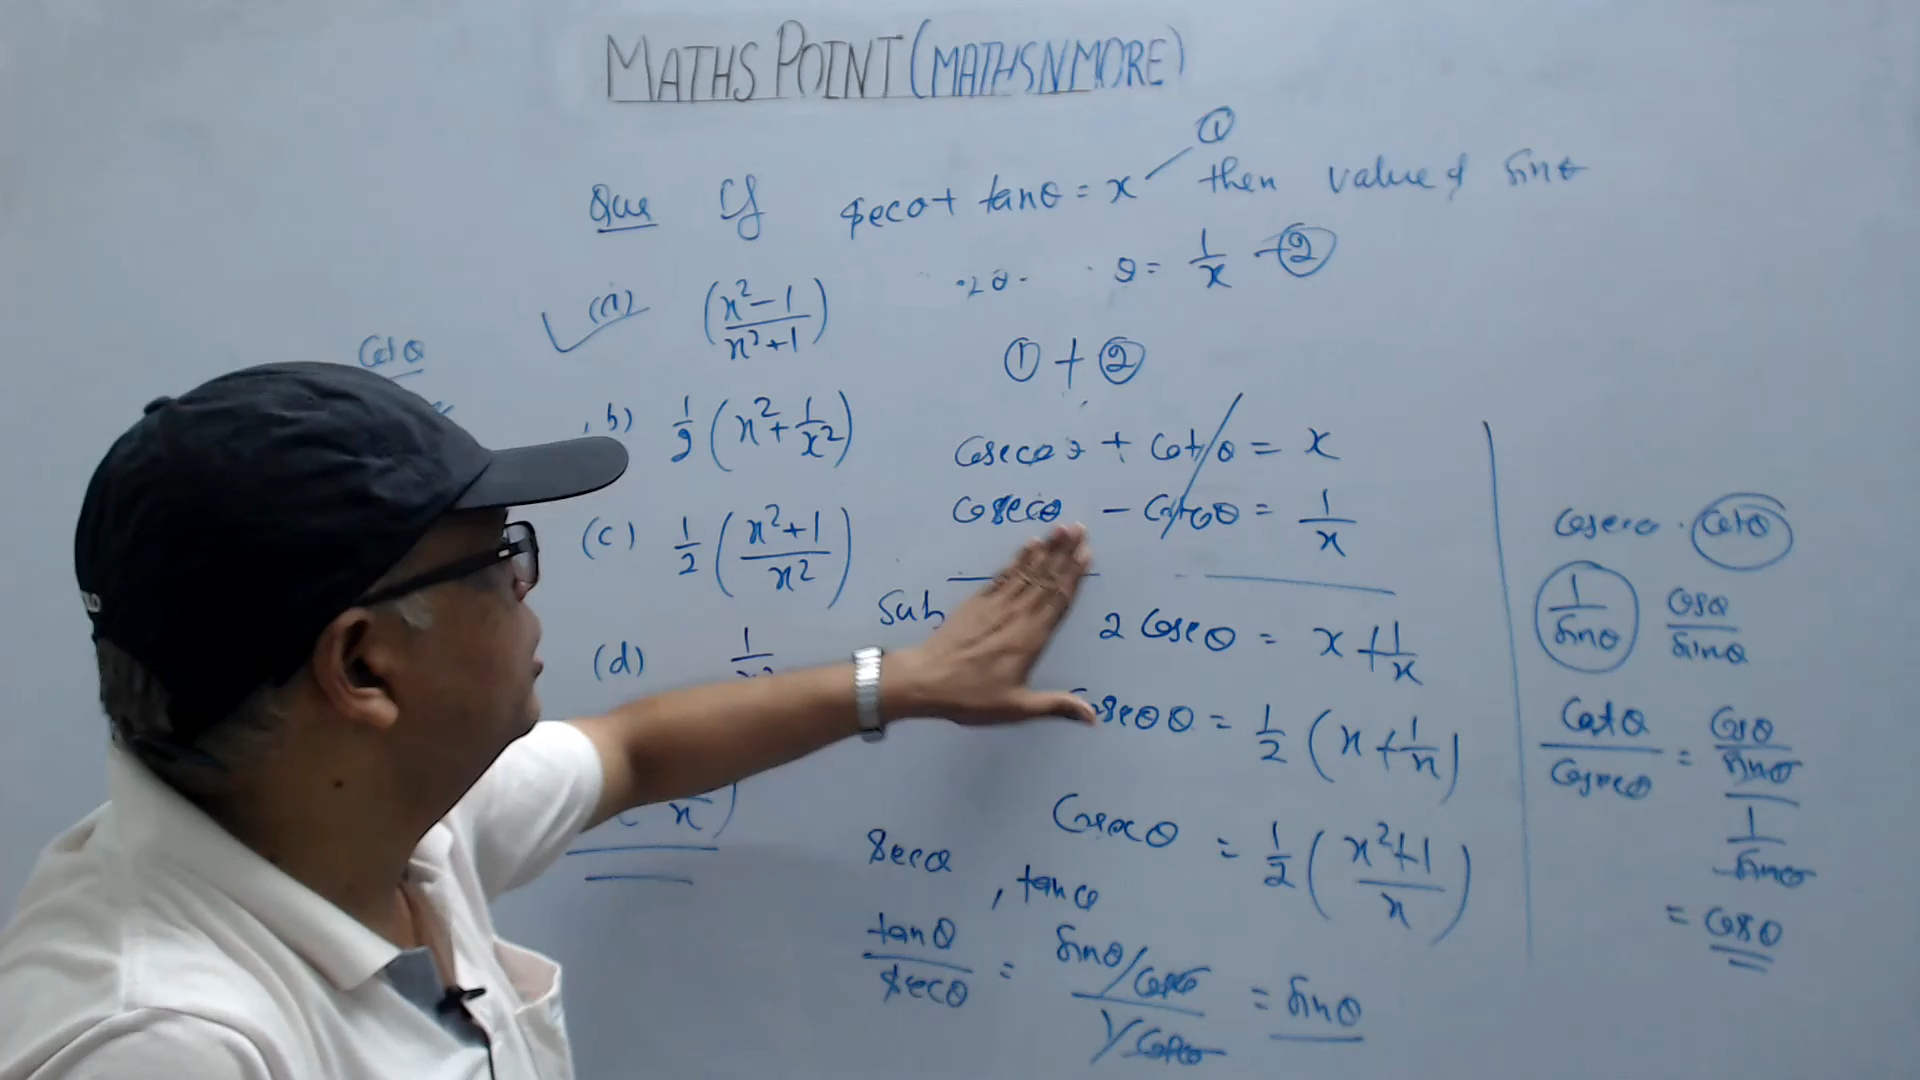 MATHS POINT (MATHSNMORE)
①
Que If secθ + tanθ = x then value of sinθ
= 1/x - ②
(a) (x²-1/x²+1)
① + ②
Cotθ
(b) (x² + 1/x²)
Cosecθ + Cotθ = x
Cosecθ - Cotθ = 1/x
(c) 1/2 (x²+1/x²)
Sub
2 Cosecθ = x + 1/x
(d) 1
θ = 1/2 (x + 1/x)
Cosecθ = 1/2 (x²+1/x)
secθ, tanθ
tanθ/secθ = sinθ/Cosθ / 1/Cosθ = sinθ
Cosecθ . Cotθ
1/sinθ Cosθ/sinθ
Cotθ/Cosecθ = Cosθ/sinθ / 1/sinθ
= Cosθ